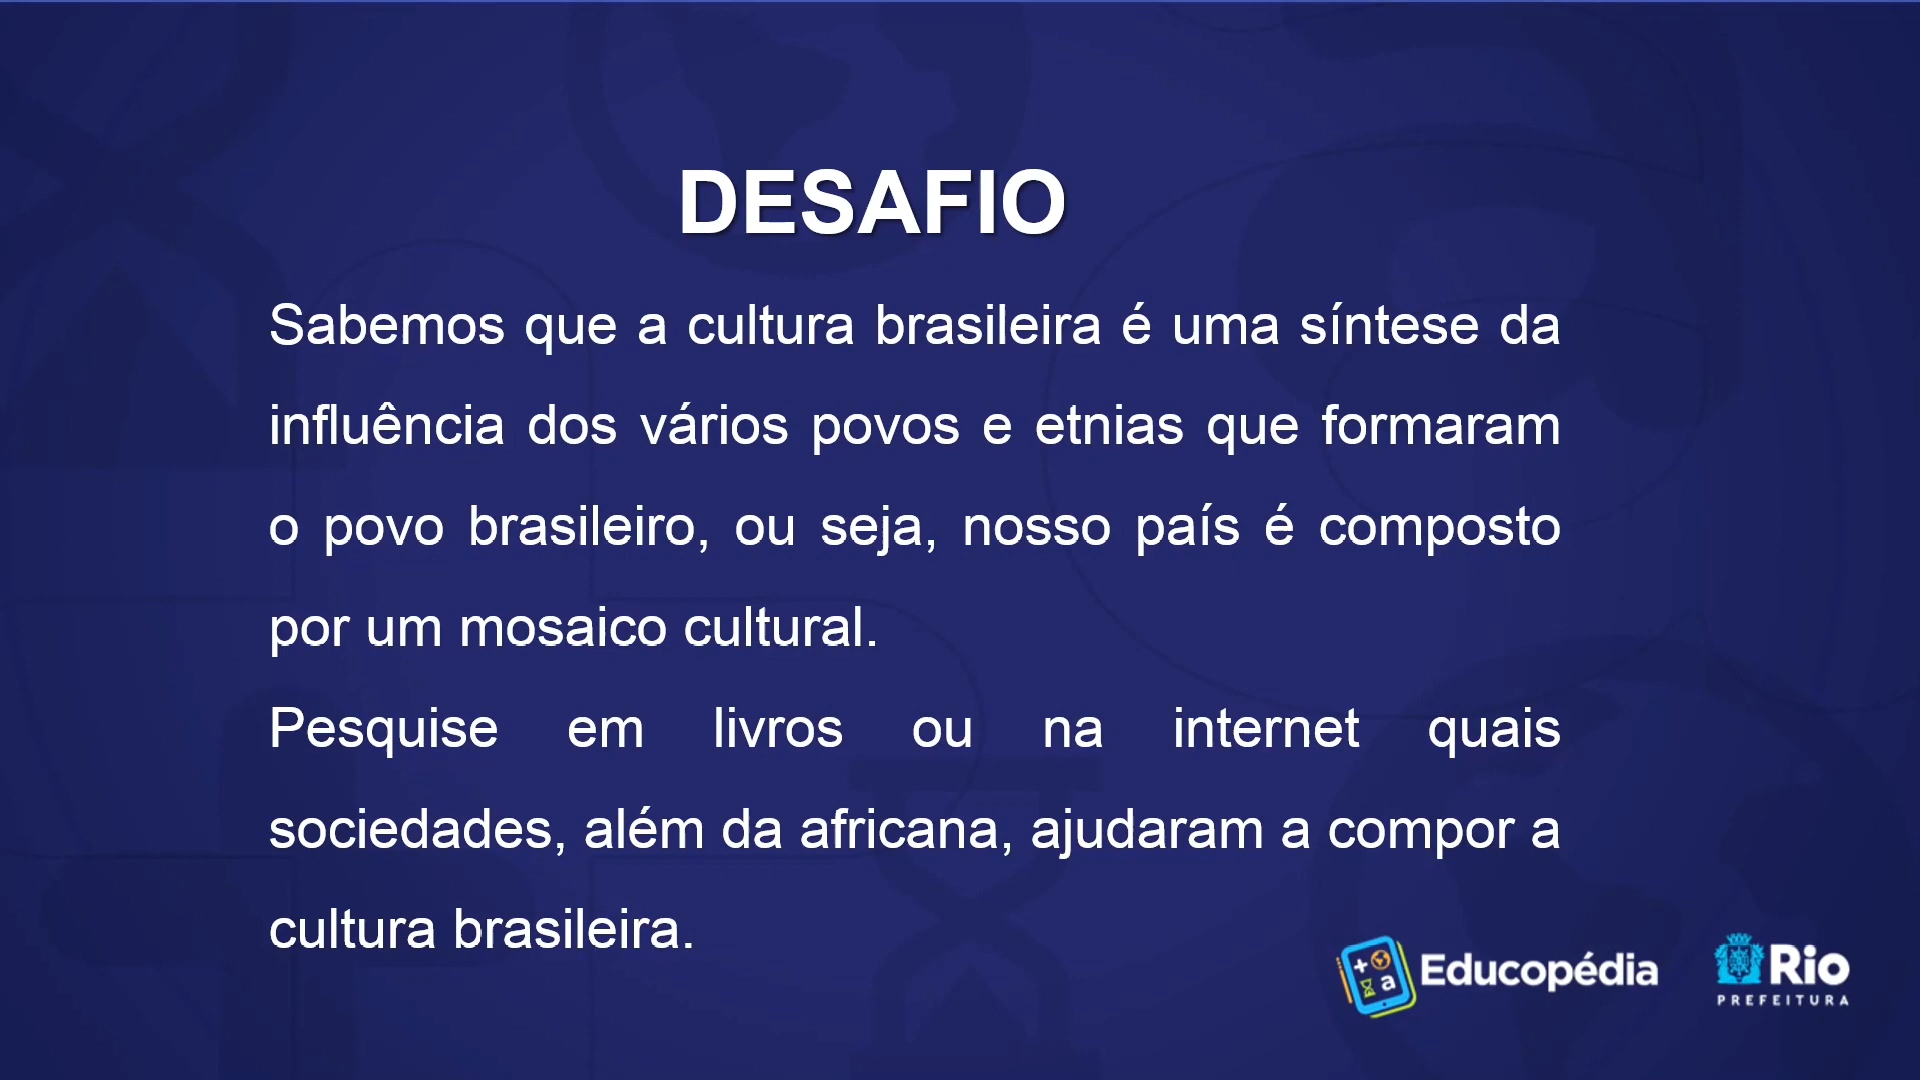 DESAFIO
Sabemos que a cultura brasileira é uma síntese da
influência dos vários povos e etnias que formaram
o povo brasileiro, ou seja, nosso país é composto
por um mosaico cultural.
Pesquise em livros ou na internet quais
sociedades, além da africana, ajudaram a compor a
cultura brasileira.
+ a Educopédia
Rio
PREFEITURA